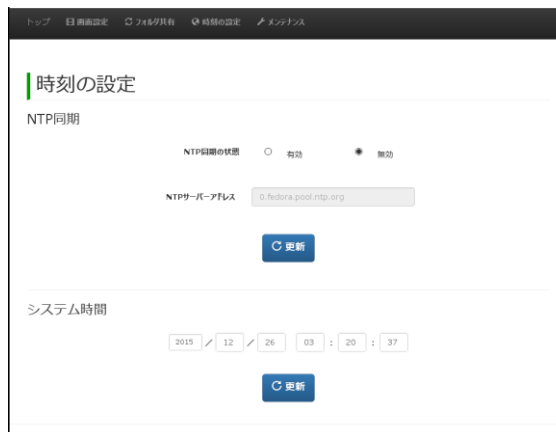 トップ 画面設定 フォルダ共有 時刻の設定 メンテナンス
時刻の設定
NTP同期
NTP同期の状態 有効 無効
NTPサーバーアドレス 0.fedora.pool.ntp.org
更新
システム時間
2015 / 12 / 26 03 : 20 : 37
更新